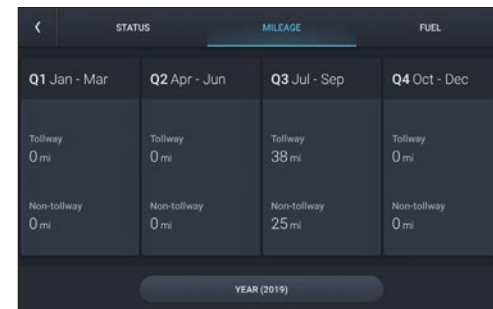 STATUS MILEAGE FUEL
Q1 Jan - Mar Q2 Apr - Jun Q3 Jul - Sep Q4 Oct - Dec
Tollway Tollway Tollway Tollway
0 mi 0 mi 38 mi 0 mi
Non-tollway Non-tollway Non-tollway Non-tollway
0 mi 0 mi 25 mi 0 mi
YEAR (2019)